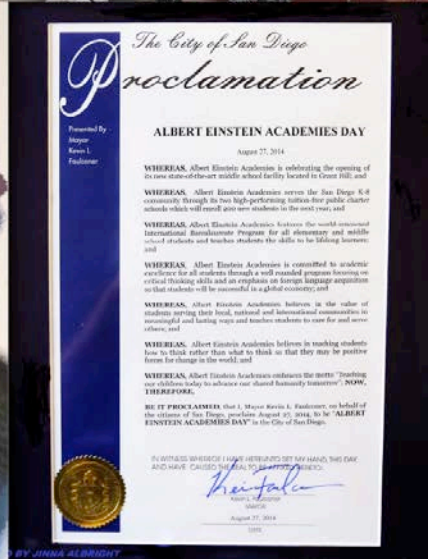 The City of San Diego
Proclamation
Presented By
Mayor
Kevin L.
Faulconer
ALBERT EINSTEIN ACADEMIES DAY
August 27, 2014
WHEREAS, Albert Einstein Academies is celebrating the opening of
its new state-of-the-art middle school facility located in Grant Hill; and
WHEREAS, Albert Einstein Academies serves the San Diego K-8
community through its two high-performing tuition-free public charter
schools which will enroll 200 new students in the next year; and
WHEREAS, Albert Einstein Academies features the world-renowned
International Baccalaureate Program for all elementary and middle
school students and teaches students the skills to be lifelong learners;
and
WHEREAS, Albert Einstein Academies is committed to academic
excellence for all students through a well rounded program focusing on
critical thinking skills and an emphasis on foreign language acquisition
so that students will be successful in a global economy; and
WHEREAS, Albert Einstein Academies believes in the value of
students serving their local, national and international communities in
meaningful and lasting ways and teaches students to care for and serve
others; and
WHEREAS, Albert Einstein Academies believes in teaching students
how to think rather than what to think so that they may be positive
forces for change in the world; and
WHEREAS, Albert Einstein Academies embraces the motto "Teaching
our children today to advance our shared humanity tomorrow"; NOW,
THEREFORE,
BE IT PROCLAIMED, that I, Mayor Kevin L. Faulconer, on behalf of
the citizens of San Diego, proclaim August 27, 2014, to be "ALBERT
EINSTEIN ACADEMIES DAY" in the City of San Diego.
IN WITNESS WHEREOF, I HAVE HEREUNTO SET MY HAND, THIS DAY,
AND HAVE CAUSED THE SEAL TO BE AFFIXED HERETO:
Kevin L. Faulconer
MAYOR
August 27, 2014
DATE
BY JINNA ALBRIGHT